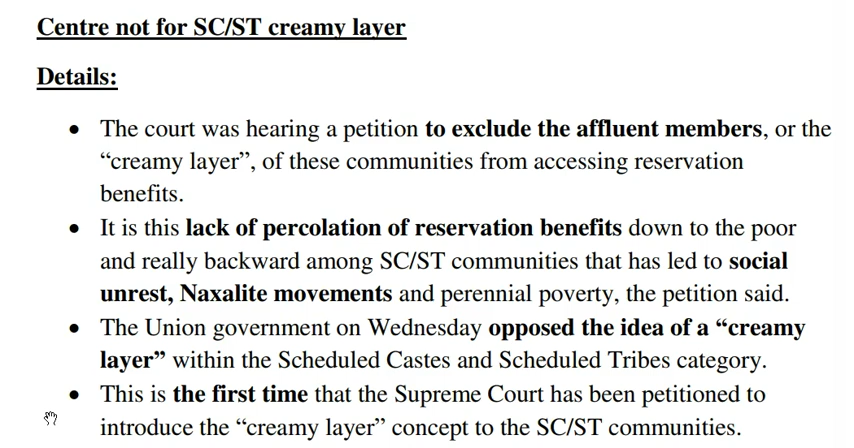 Centre not for SC/ST creamy layer
Details:
• The court was hearing a petition to exclude the affluent members, or the
“creamy layer”, of these communities from accessing reservation
benefits.
• It is this lack of percolation of reservation benefits down to the poor
and really backward among SC/ST communities that has led to social
unrest, Naxalite movements and perennial poverty, the petition said.
• The Union government on Wednesday opposed the idea of a “creamy
layer” within the Scheduled Castes and Scheduled Tribes category.
• This is the first time that the Supreme Court has been petitioned to
introduce the “creamy layer” concept to the SC/ST communities.